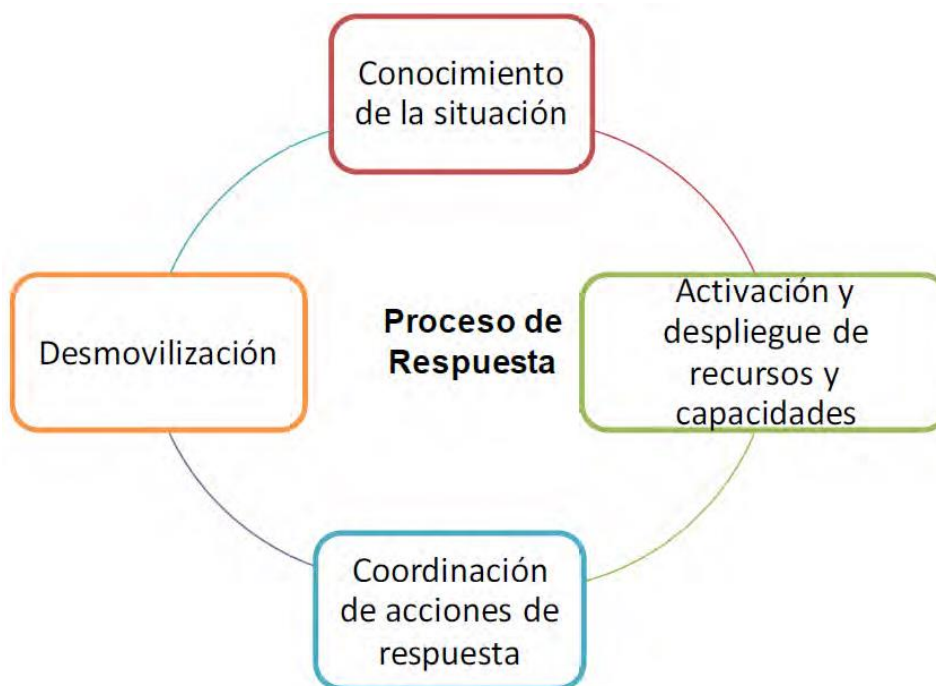 Conocimiento
de la situación
Activación y
despliegue de
recursos y
capacidades
Proceso de
Respuesta
Desmovilización
Coordinación
de acciones de
respuesta